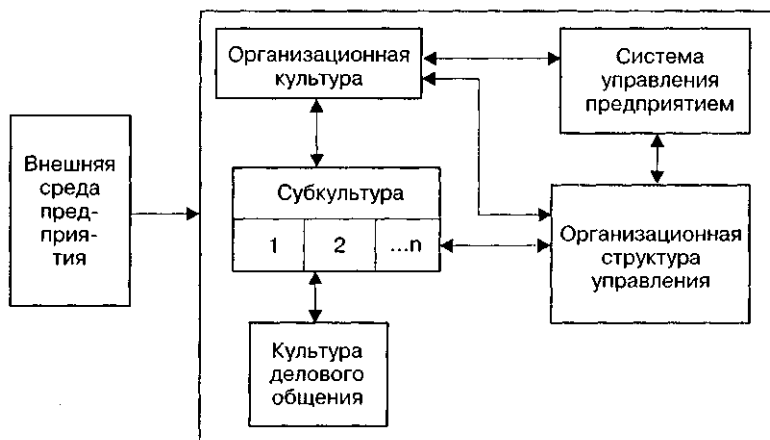 Организационная
культура
Система
управления
предприятием
Внешняя
среда
пред-
прия-
тия
Субкультура
1 2 ...n
Организационная
структура
управления
Культура
делового
общения